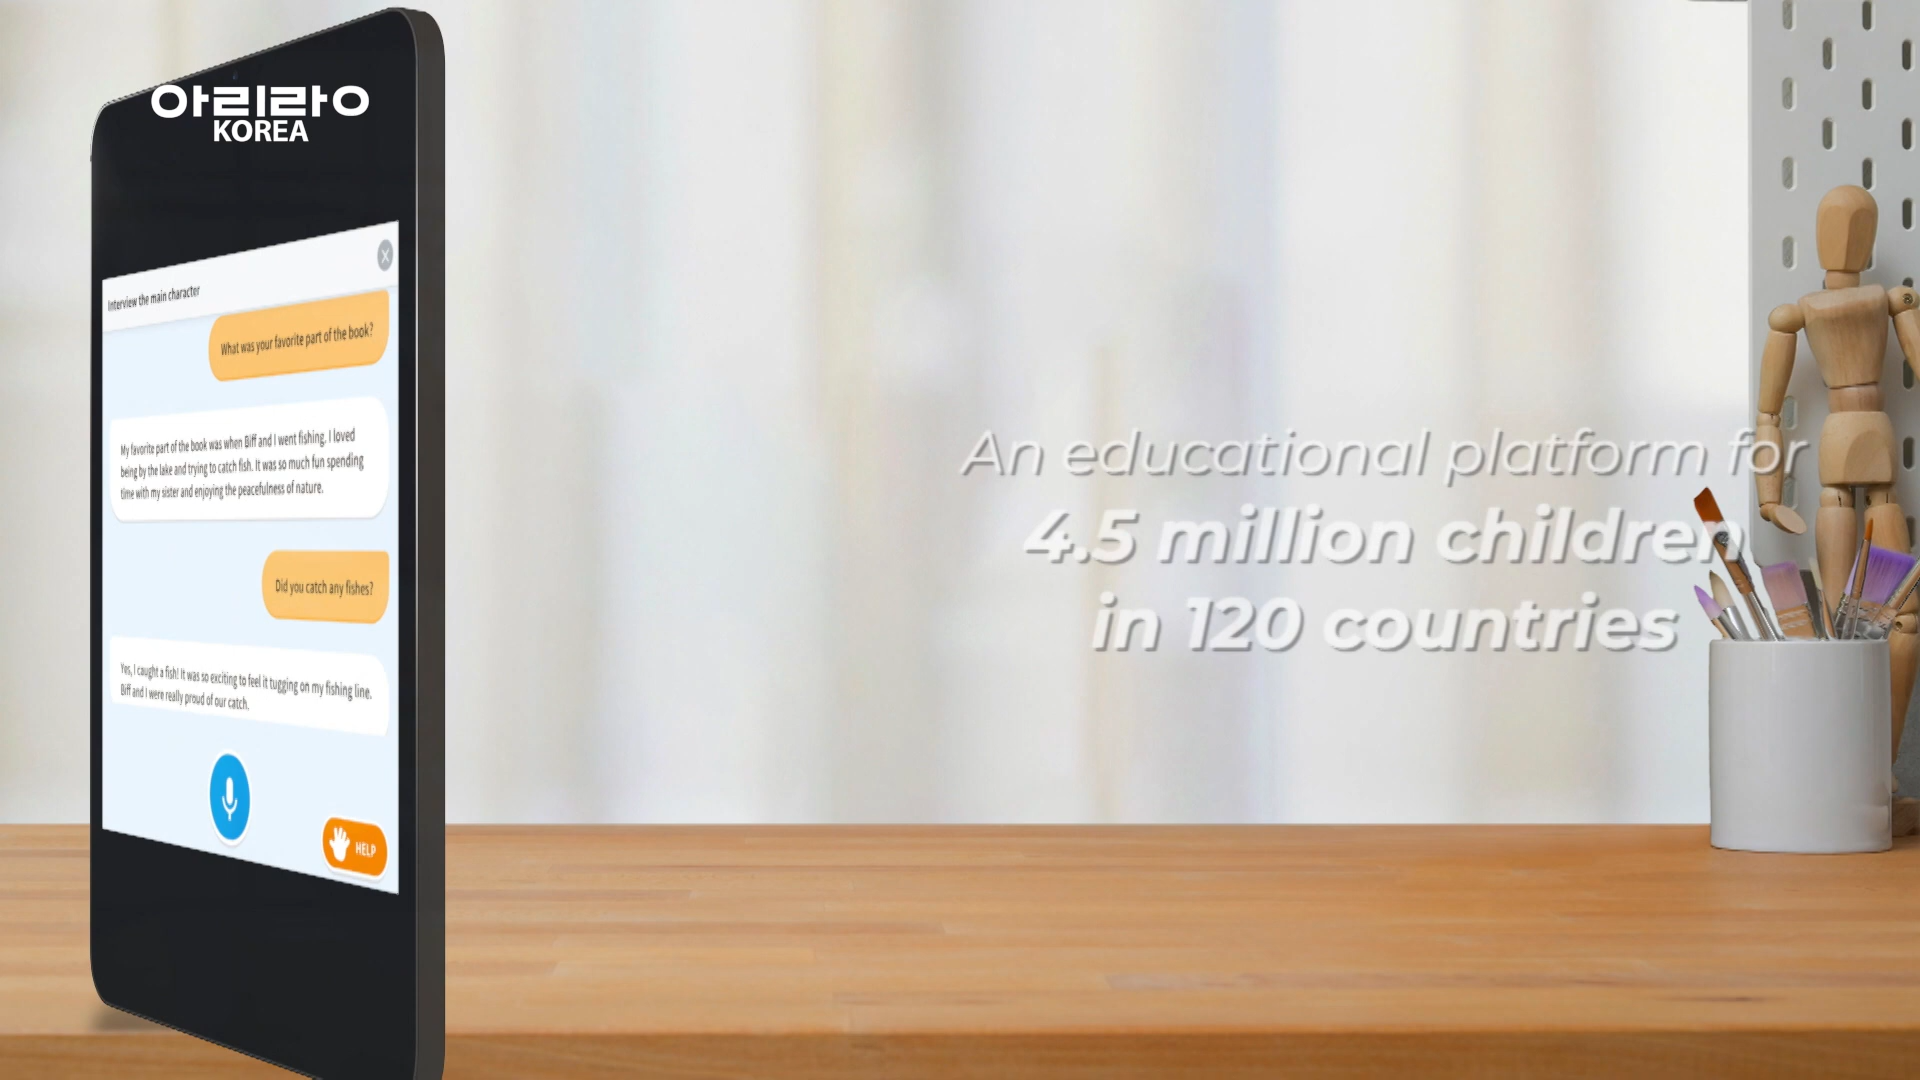 아리랑
KOREA
Interview the main character
What was your favorite part of the book?
My favorite part of the book was when Biff and I went fishing. I loved
being by the lake and trying to catch fish. It was so much fun spending
time with my sister and enjoying the peacefulness of nature.
Did you catch any fishes?
Yes, I caught a fish! It was so exciting to feel it tugging on my fishing line.
Biff and I were really proud of our catch.
HELP
An educational platform for
4.5 million children
in 120 countries